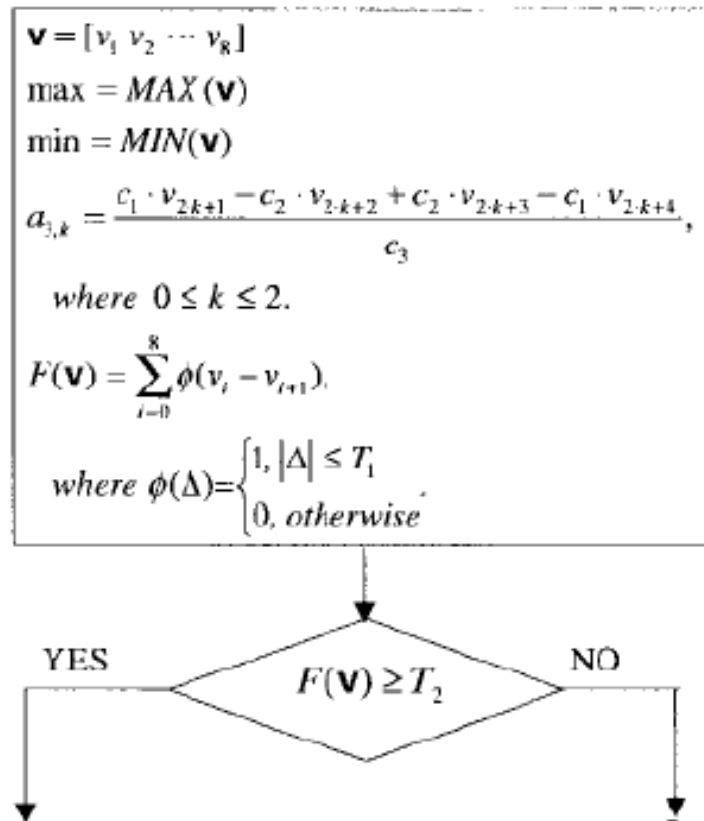 v = [v₁ v₂ ⋯ v₈]
max = MAX(v)
min = MIN(v)
a₃,ₖ = (c₁ · v₂.ₖ₊₁ − c₂ · v₂.ₖ₊₂ + c₂ · v₂.ₖ₊₃ − c₁ · v₂.ₖ₊₄) / c₃,
where 0 ≤ k ≤ 2.
F(v) = ∑_{i=0}^{8} φ(vᵢ − vᵢ₊₁),
where φ(Δ)={1, |Δ| ≤ T₁
0, otherwise
F(v) ≥ T₂
YES
NO